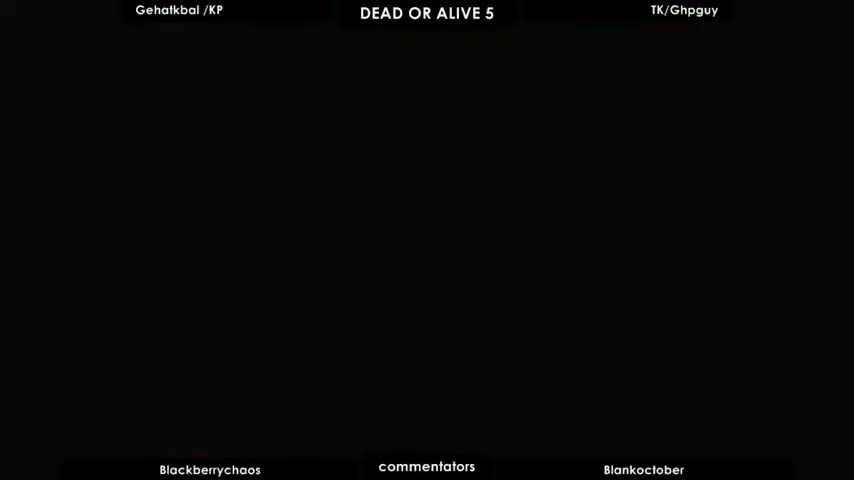 Gehatkbal /KP
DEAD OR ALIVE 5
TK/Ghpguy
Blackberrychaos
commentators
Blankoctober